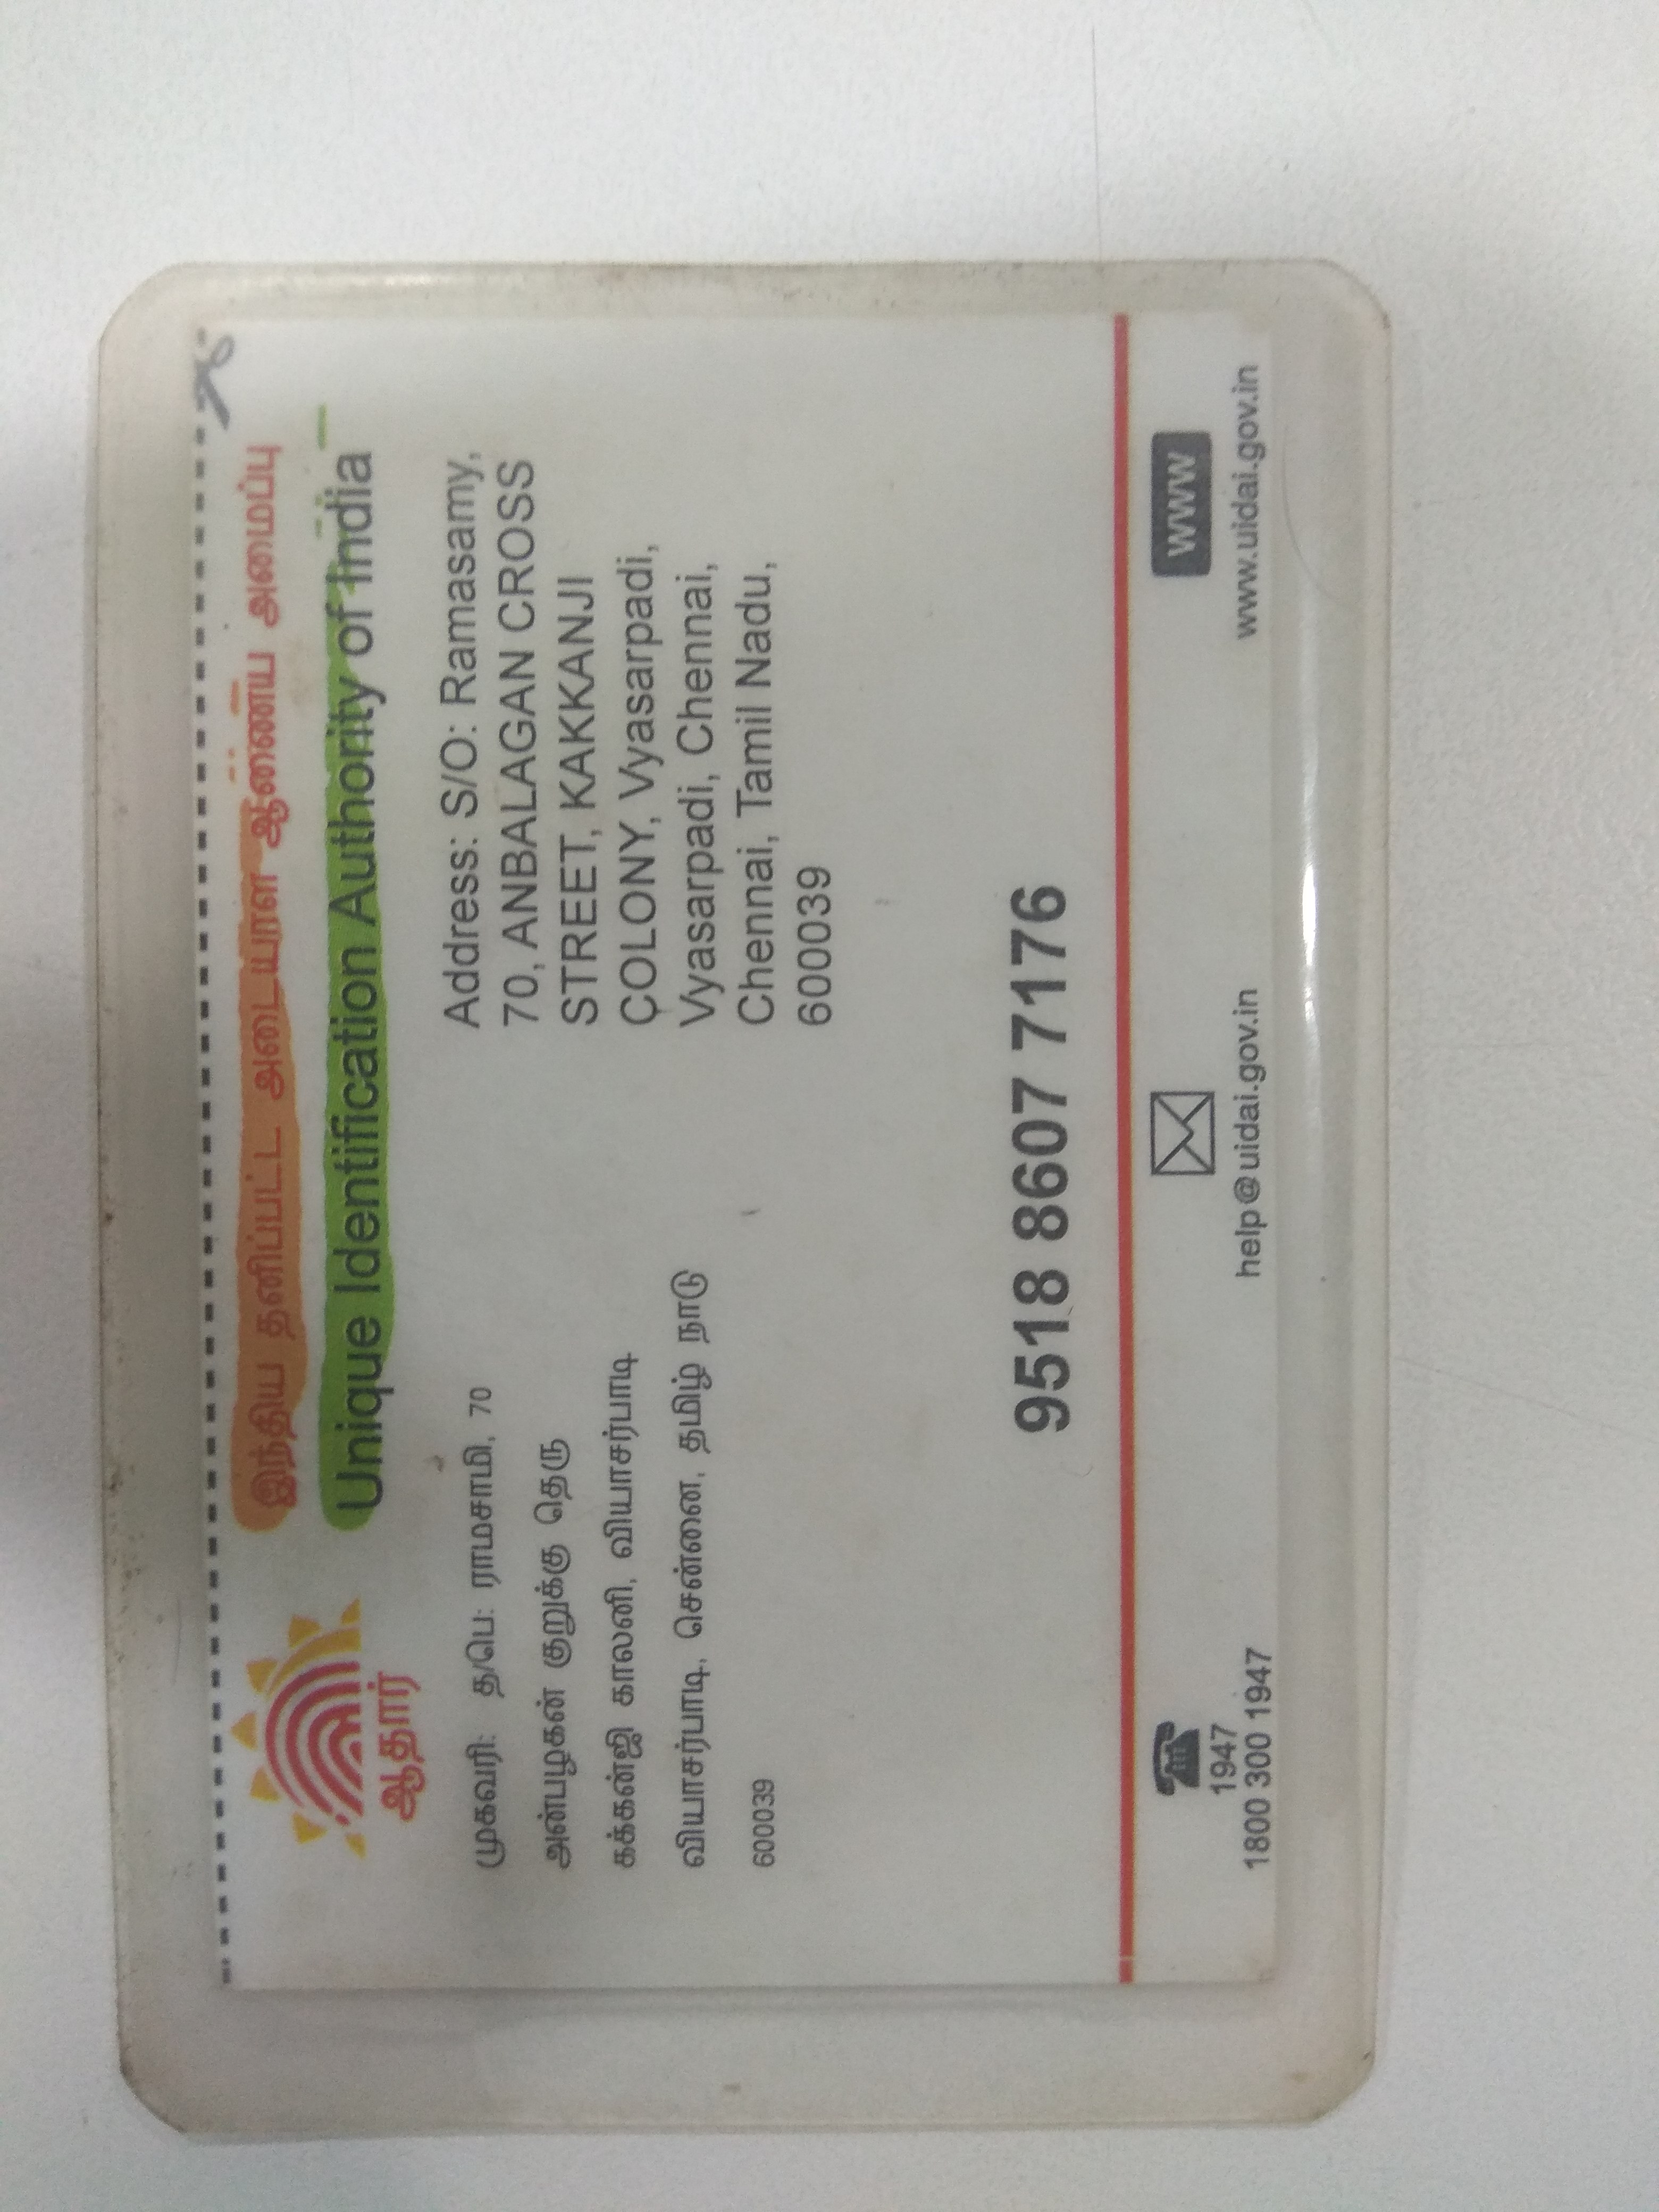 இந்திய தனிப்பட்ட அடையாள ஆணைய அமைப்பு
Unique Identification Authority of India
ஆதார்
முகவரி: த/பெ: ராமசாமி, 70
அன்பழகன் குறுக்கு தெரு
கக்கன்ஜி காலனி, வியாசர்பாடி
வியாசர்பாடி, சென்னை, தமிழ் நாடு
600039
Address: S/O: Ramasamy,
70, ANBALAGAN CROSS
STREET, KAKKANJI
COLONY, Vyasarpadi,
Vyasarpadi, Chennai,
Chennai, Tamil Nadu,
600039
9518 8607 7176
1947
1800 300 1947
help@uidai.gov.in
WWW
www.uidai.gov.in